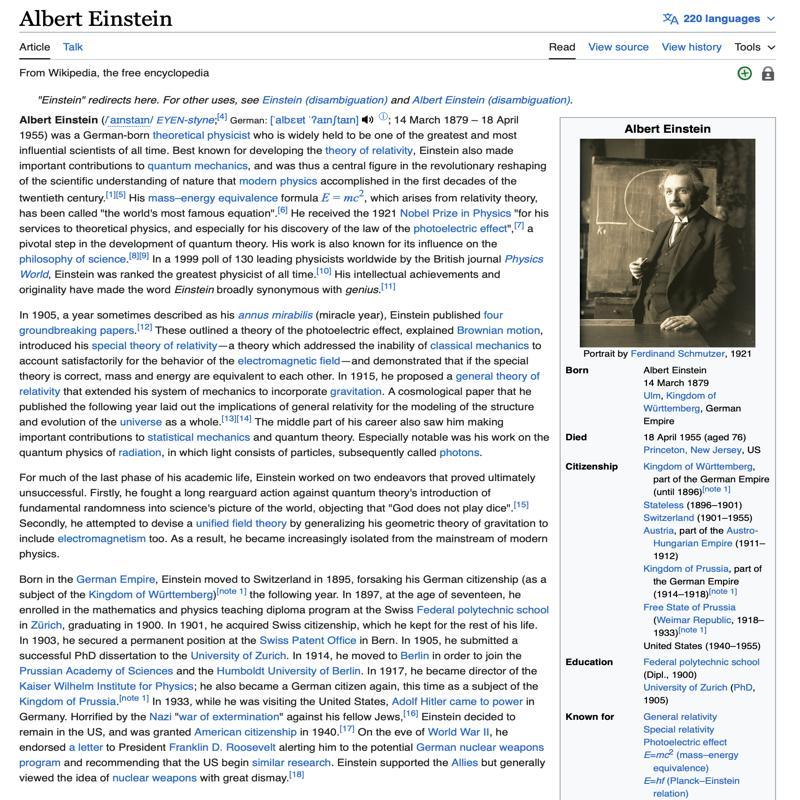 Albert Einstein
220 languages
Article Talk
Read View source View history Tools
From Wikipedia, the free encyclopedia
"Einstein" redirects here. For other uses, see Einstein (disambiguation) and Albert Einstein (disambiguation).
Albert Einstein (/ˈaɪnstaɪn/ EYEN-styne;[4] German: [ˈalbɛt ˈʔaɪnʃtaɪn] ⓘ; 14 March 1879 – 18 April
1955) was a German-born theoretical physicist who is widely held to be one of the greatest and most
influential scientists of all time. Best known for developing the theory of relativity, Einstein also made
important contributions to quantum mechanics, and was thus a central figure in the revolutionary reshaping
of the scientific understanding of nature that modern physics accomplished in the first decades of the
twentieth century.[1][5] His mass–energy equivalence formula E = mc², which arises from relativity theory,
has been called "the world's most famous equation".[6] He received the 1921 Nobel Prize in Physics "for his
services to theoretical physics, and especially for his discovery of the law of the photoelectric effect",[7] a
pivotal step in the development of quantum theory. His work is also known for its influence on the
philosophy of science.[8][9] In a 1999 poll of 130 leading physicists worldwide by the British journal Physics
World, Einstein was ranked the greatest physicist of all time.[10] His intellectual achievements and
originality have made the word Einstein broadly synonymous with genius.[11]
In 1905, a year sometimes described as his annus mirabilis (miracle year), Einstein published four
groundbreaking papers.[12] These outlined a theory of the photoelectric effect, explained Brownian motion,
introduced his special theory of relativity—a theory which addressed the inability of classical mechanics to
account satisfactorily for the behavior of the electromagnetic field—and demonstrated that if the special
theory is correct, mass and energy are equivalent to each other. In 1915, he proposed a general theory of
relativity that extended his system of mechanics to incorporate gravitation. A cosmological paper that he
published the following year laid out the implications of general relativity for the modeling of the structure
and evolution of the universe as a whole.[13][14] The middle part of his career also saw him making
important contributions to statistical mechanics and quantum theory. Especially notable was his work on the
quantum physics of radiation, in which light consists of particles, subsequently called photons.
For much of the last phase of his academic life, Einstein worked on two endeavors that proved ultimately
unsuccessful. Firstly, he fought a long rearguard action against quantum theory's introduction of
fundamental randomness into science's picture of the world, objecting that "God does not play dice".[15]
Secondly, he attempted to devise a unified field theory by generalizing his geometric theory of gravitation to
include electromagnetism too. As a result, he became increasingly isolated from the mainstream of modern
physics.
Born in the German Empire, Einstein moved to Switzerland in 1895, forsaking his German citizenship (as a
subject of the Kingdom of Württemberg)[note 1] the following year. In 1897, at the age of seventeen, he
enrolled in the mathematics and physics teaching diploma program at the Swiss Federal polytechnic school
in Zürich, graduating in 1900. In 1901, he acquired Swiss citizenship, which he kept for the rest of his life.
In 1903, he secured a permanent position at the Swiss Patent Office in Bern. In 1905, he submitted a
successful PhD dissertation to the University of Zurich. In 1914, he moved to Berlin in order to join the
Prussian Academy of Sciences and the Humboldt University of Berlin. In 1917, he became director of the
Kaiser Wilhelm Institute for Physics; he also became a German citizen again, this time as a subject of the
Kingdom of Prussia.[note 1] In 1933, while he was visiting the United States, Adolf Hitler came to power in
Germany. Horrified by the Nazi "war of extermination" against his fellow Jews,[16] Einstein decided to
remain in the US, and was granted American citizenship in 1940.[17] On the eve of World War II, he
endorsed a letter to President Franklin D. Roosevelt alerting him to the potential German nuclear weapons
program and recommending that the US begin similar research. Einstein supported the Allies but generally
viewed the idea of nuclear weapons with great dismay.[18]
Albert Einstein
Portrait by Ferdinand Schmutzer, 1921
Born Albert Einstein
14 March 1879
Ulm, Kingdom of
Württemberg, German
Empire
Died 18 April 1955 (aged 76)
Princeton, New Jersey, US
Citizenship Kingdom of Württemberg,
part of the German Empire
(until 1896)[note 1]
Stateless (1896–1901)
Switzerland (1901–1955)
Austria, part of the Austro-
Hungarian Empire (1911–
1912)
Kingdom of Prussia, part of
the German Empire
(1914–1918)[note 1]
Free State of Prussia
(Weimar Republic, 1918–
1933)[note 1]
United States (1940–1955)
Education Federal polytechnic school
(Dipl., 1900)
University of Zurich (PhD,
1905)
Known for General relativity
Special relativity
Photoelectric effect
E=mc² (mass–energy
equivalence)
E=hf (Planck–Einstein
relation)